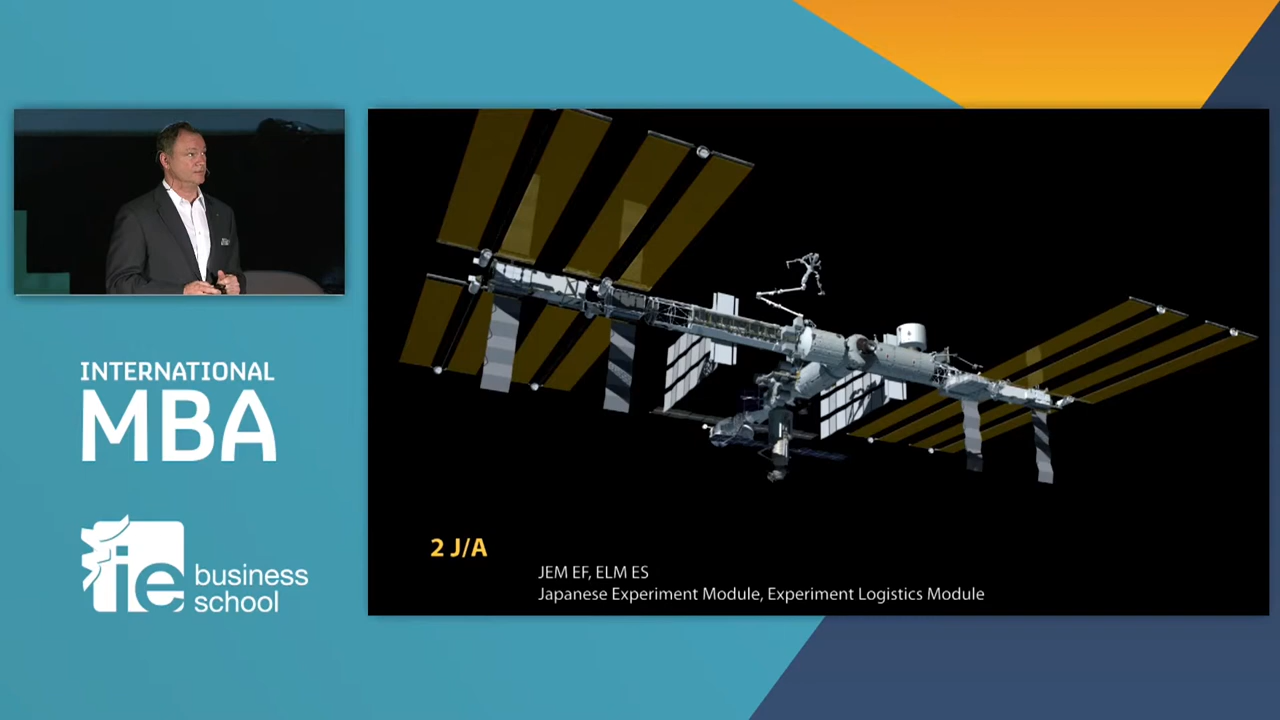 INTERNATIONAL
MBA
ie business
school
2 J/A
JEM EF, ELM ES
Japanese Experiment Module, Experiment Logistics Module